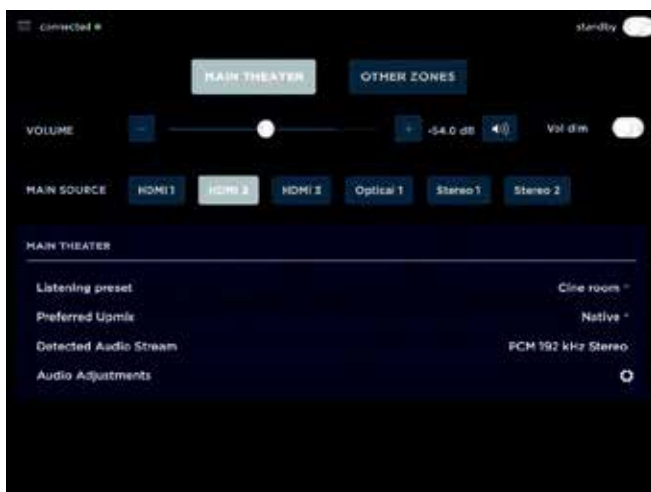 connected
standby
MAIN THEATER
OTHER ZONES
VOLUME - + -54.0 dB Vol dim
MAIN SOURCE HDMI 1 HDMI 2 HDMI 3 Optical 1 Stereo 1 Stereo 2
MAIN THEATER
Listening preset Cine room
Preferred Upmix Native
Detected Audio Stream PCM 192 kHz Stereo
Audio Adjustments